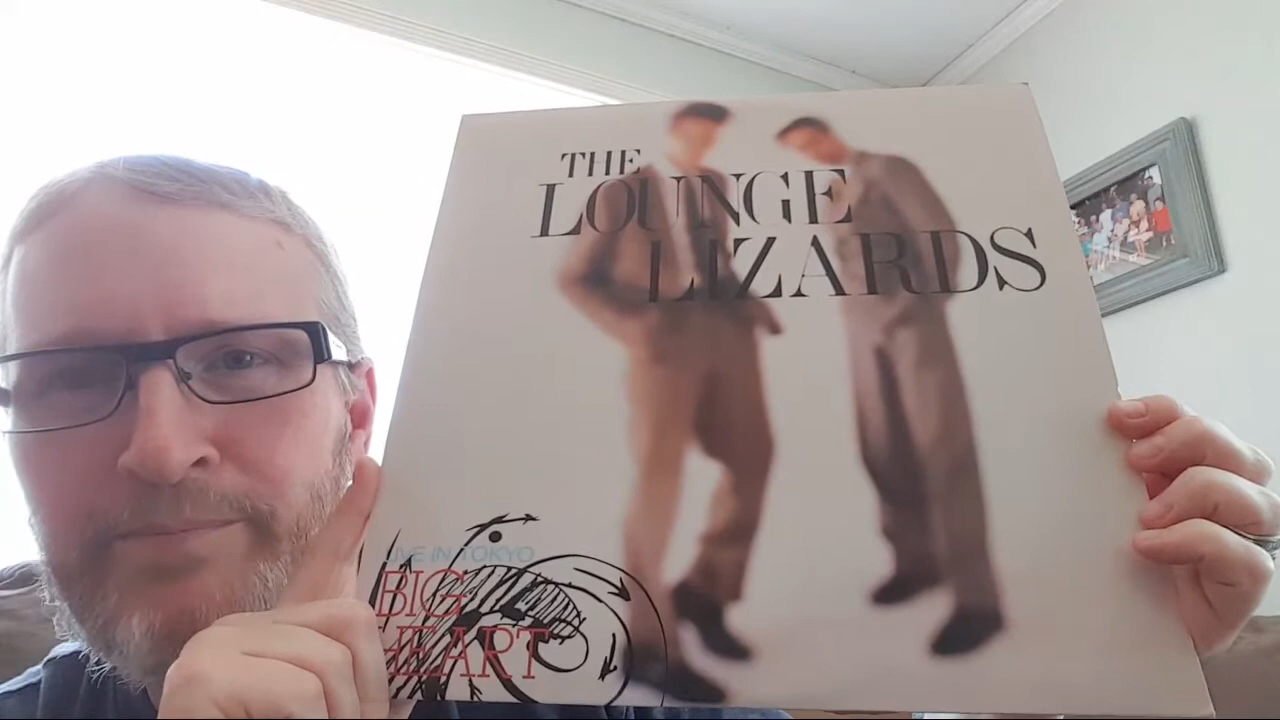 THE
LOUNGE
LIZARDS
LIVE IN TOKYO
BIG
HEART